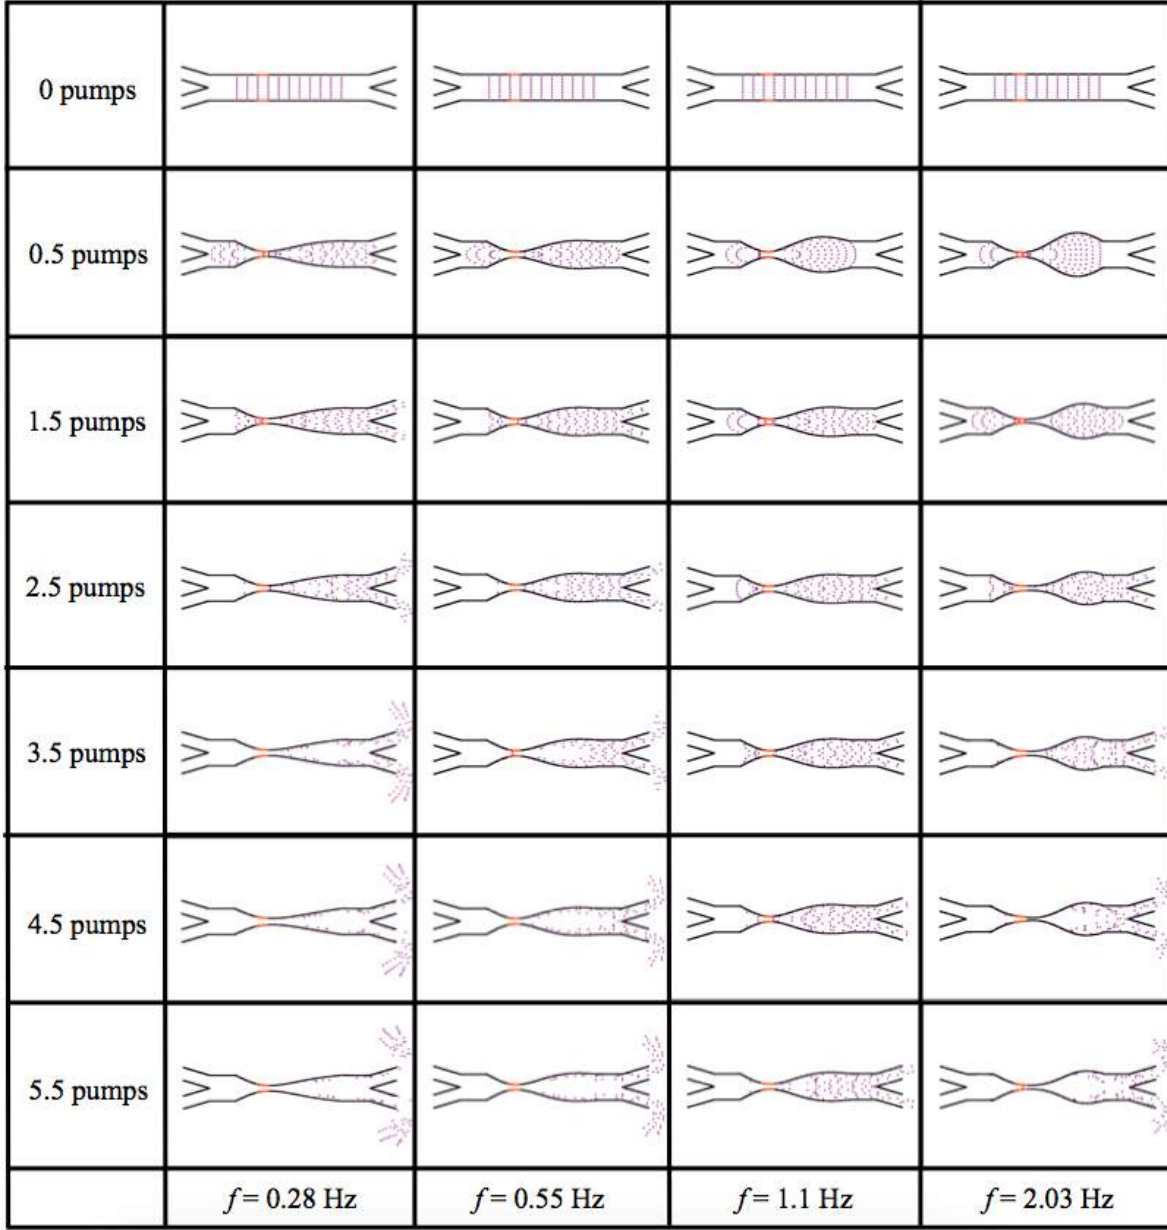 0 pumps
0.5 pumps
1.5 pumps
2.5 pumps
3.5 pumps
4.5 pumps
5.5 pumps
f = 0.28 Hz
f = 0.55 Hz
f = 1.1 Hz
f = 2.03 Hz